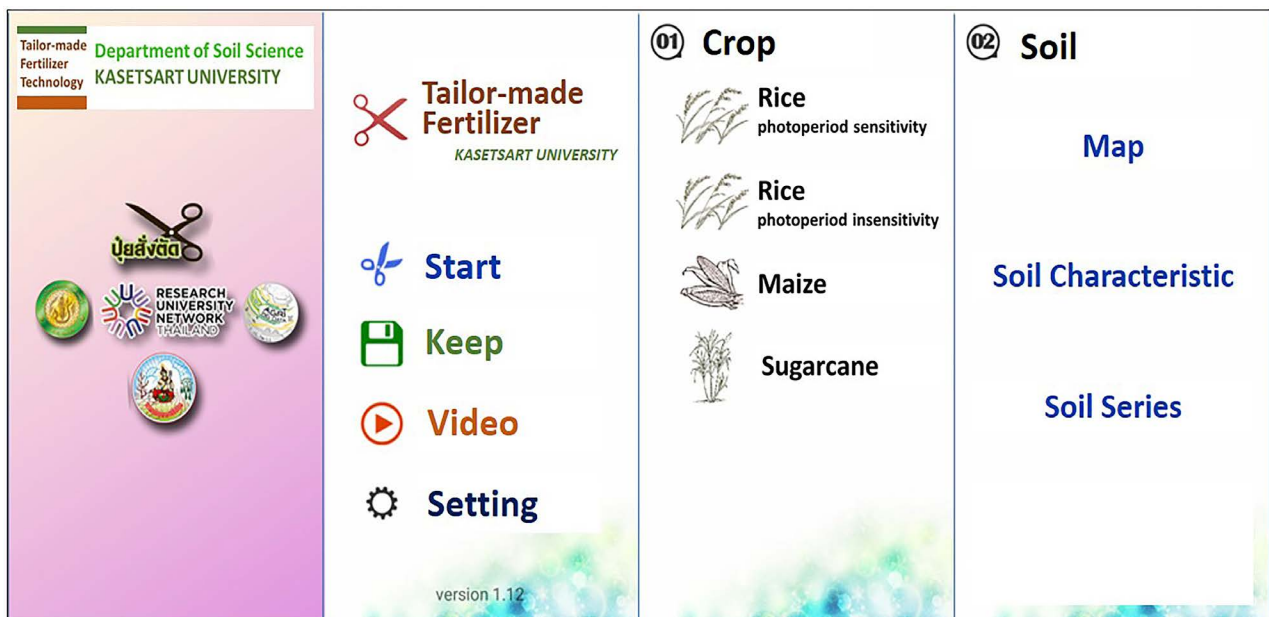 Tailor-made
Fertilizer
Technology
Department of Soil Science
KASETSART UNIVERSITY
ปุ๋ยสั่งตัด
RESEARCH
UNIVERSITY
NETWORK
THAILAND
Tailor-made
Fertilizer
KASETSART UNIVERSITY
Start
Keep
Video
Setting
version 1.12
01 Crop
Rice
photoperiod sensitivity
Rice
photoperiod insensitivity
Maize
Sugarcane
02 Soil
Map
Soil Characteristic
Soil Series